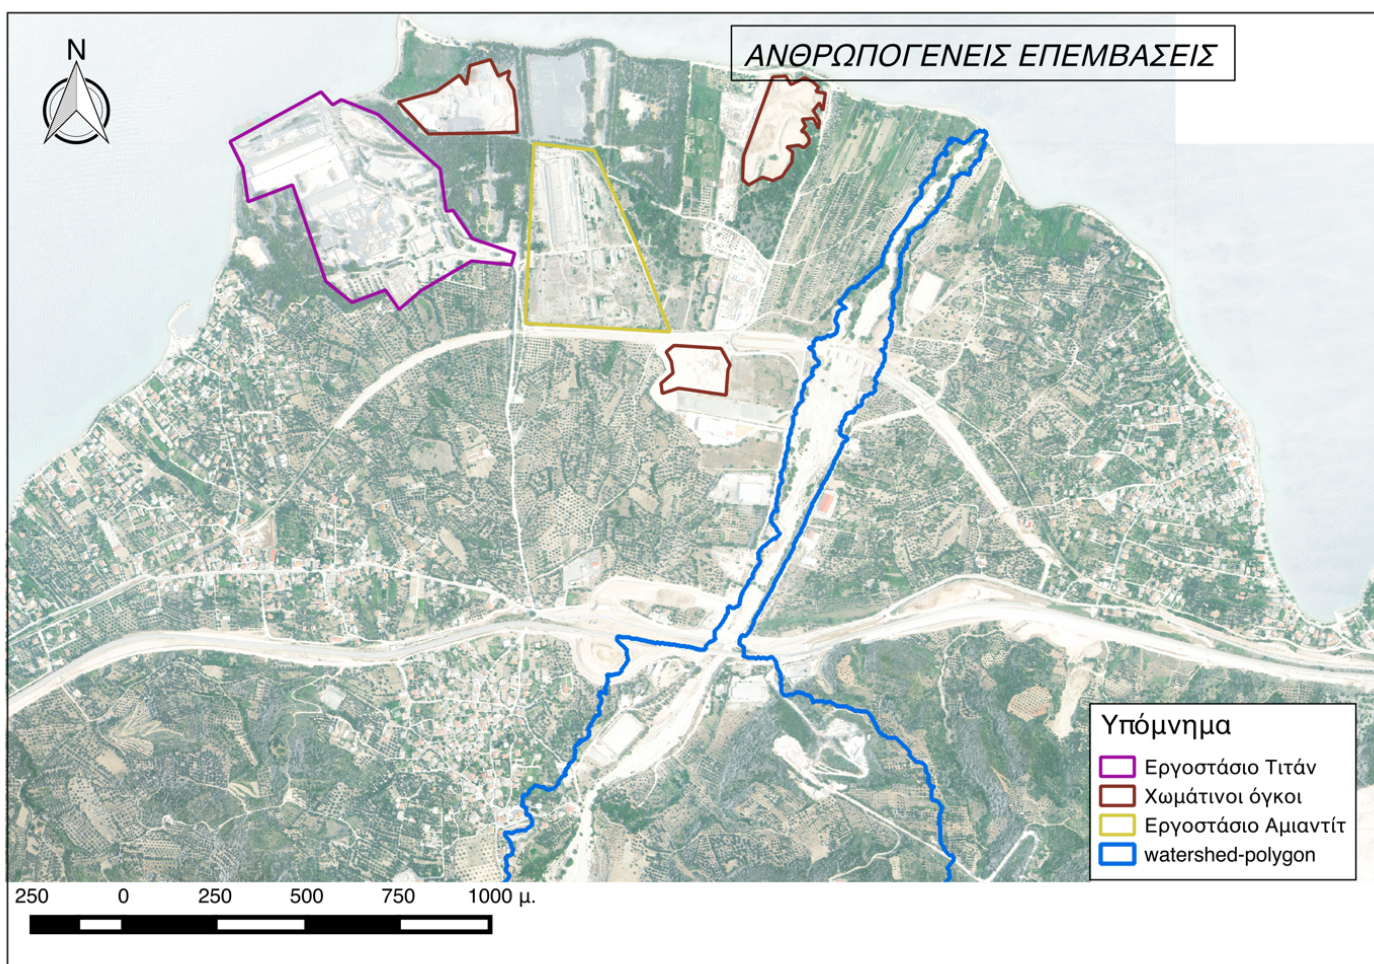 ΑΝΘΡΩΠΟΓΕΝΕΙΣ ΕΠΕΜΒΑΣΕΙΣ
N
Υπόμνημα
Εργοστάσιο Τιτάν
Χωμάτινοι όγκοι
Εργοστάσιο Αμιαντίτ
watershed-polygon
250 0 250 500 750 1000 μ.